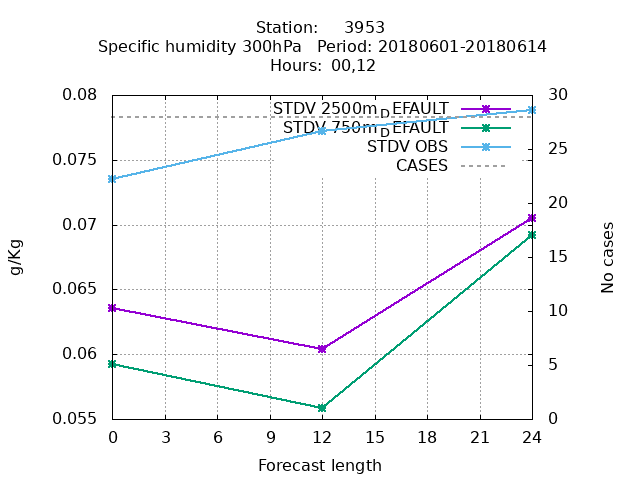 Station: 3953
Specific humidity 300hPa Period: 20180601-20180614
Hours: 00,12
STDV 2500m_DEFAULT
STDV 750m_DEFAULT
STDV OBS
CASES
0.08
0.075
0.07
0.065
0.06
0.055
g/Kg
30
25
20
15
10
5
0
No cases
0 3 6 9 12 15 18 21 24
Forecast length